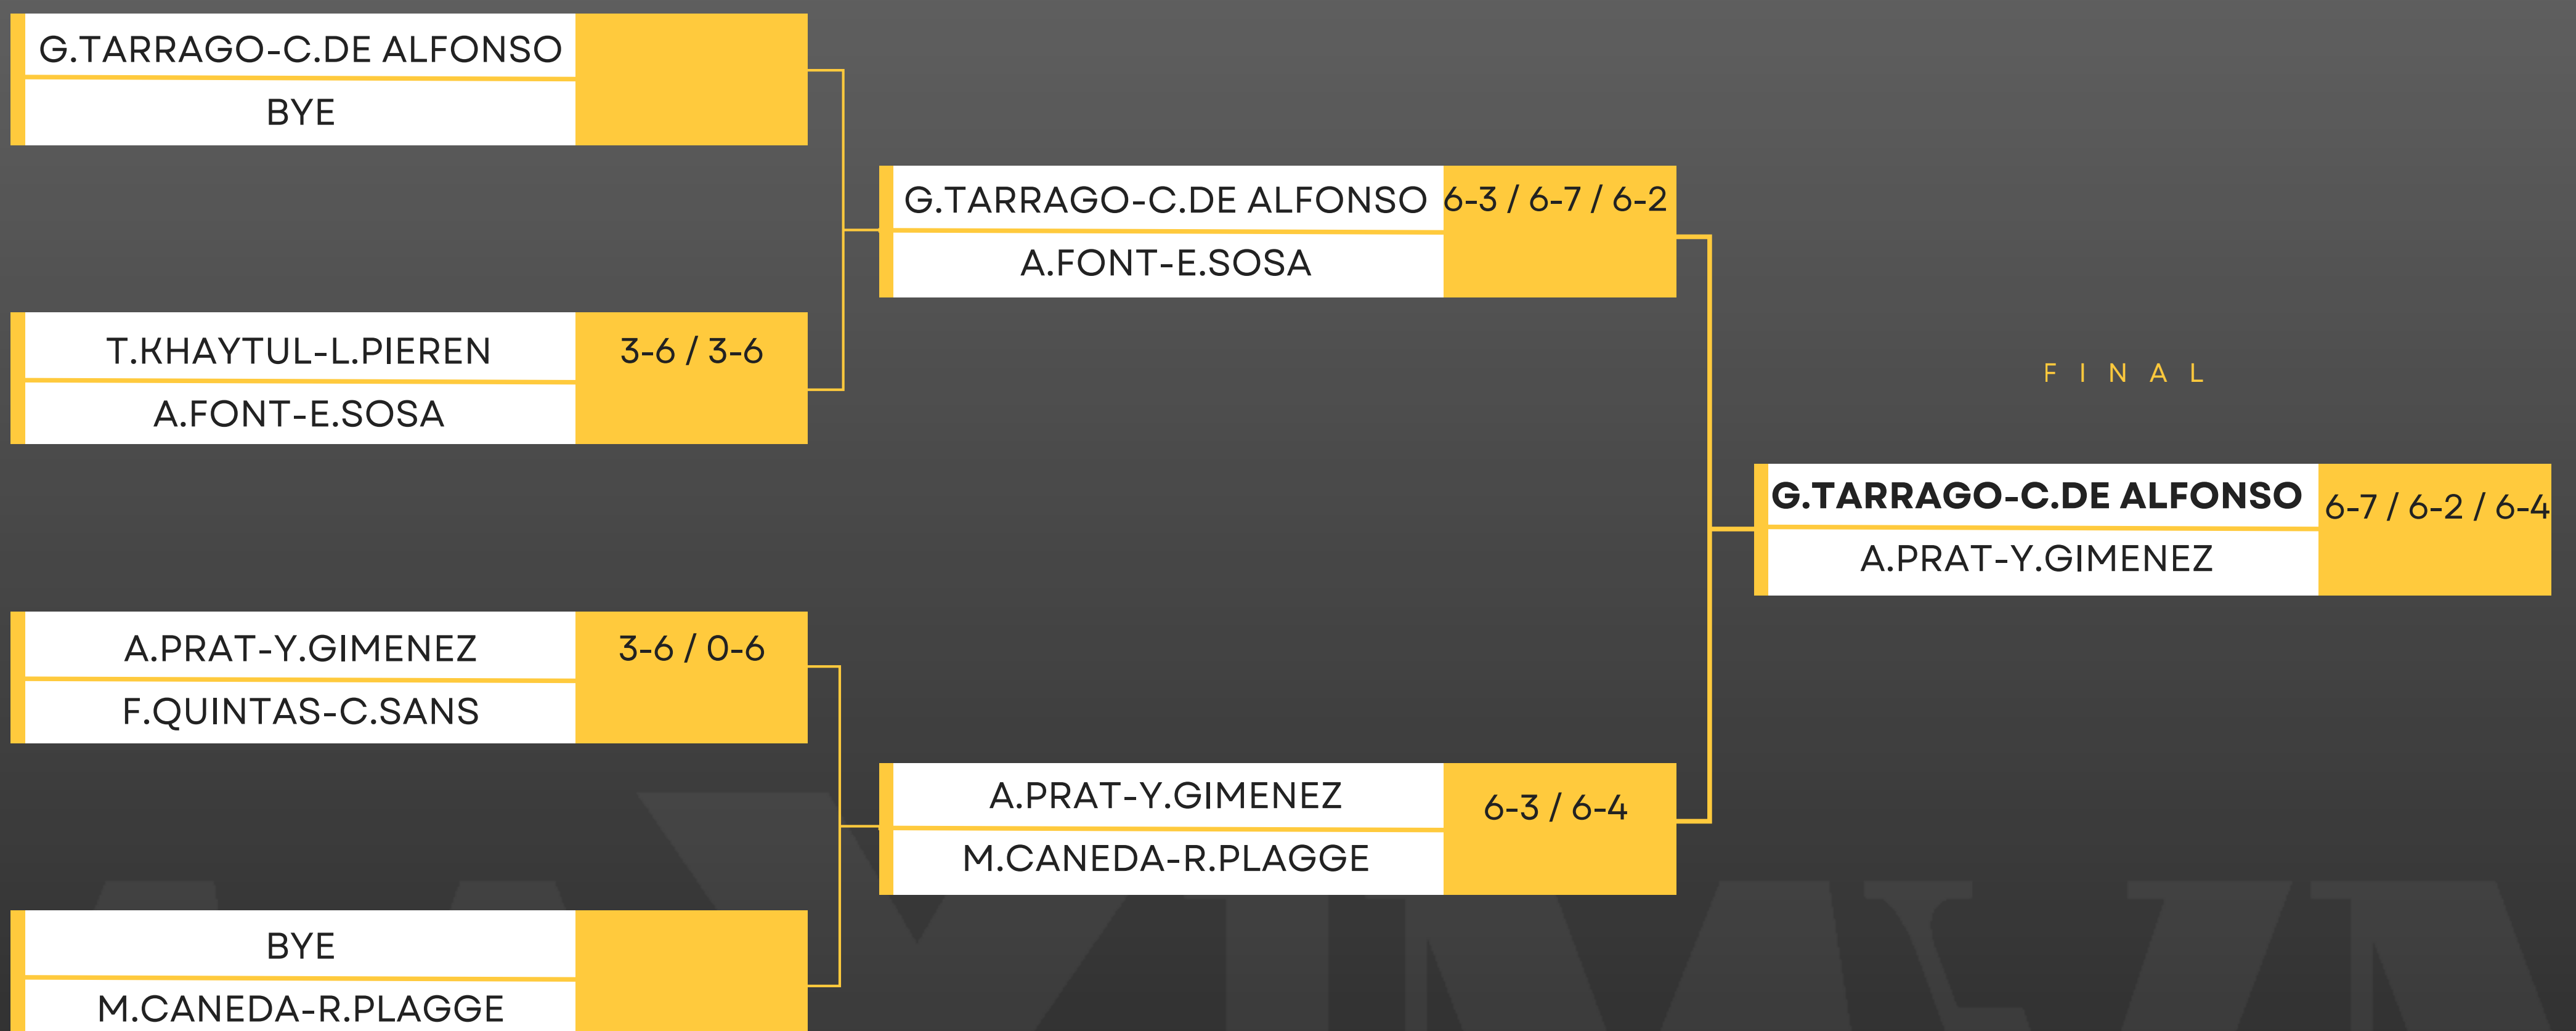 G.TARRAGO-C.DE ALFONSO
BYE
T.KHAYTUL-L.PIEREN 3-6 / 3-6
A.FONT-E.SOSA
A.PRAT-Y.GIMENEZ 3-6 / 0-6
F.QUINTAS-C.SANS
BYE
M.CANEDA-R.PLAGGE
G.TARRAGO-C.DE ALFONSO 6-3 / 6-7 / 6-2
A.FONT-E.SOSA
A.PRAT-Y.GIMENEZ 6-3 / 6-4
M.CANEDA-R.PLAGGE
FINAL
G.TARRAGO-C.DE ALFONSO 6-7 / 6-2 / 6-4
A.PRAT-Y.GIMENEZ